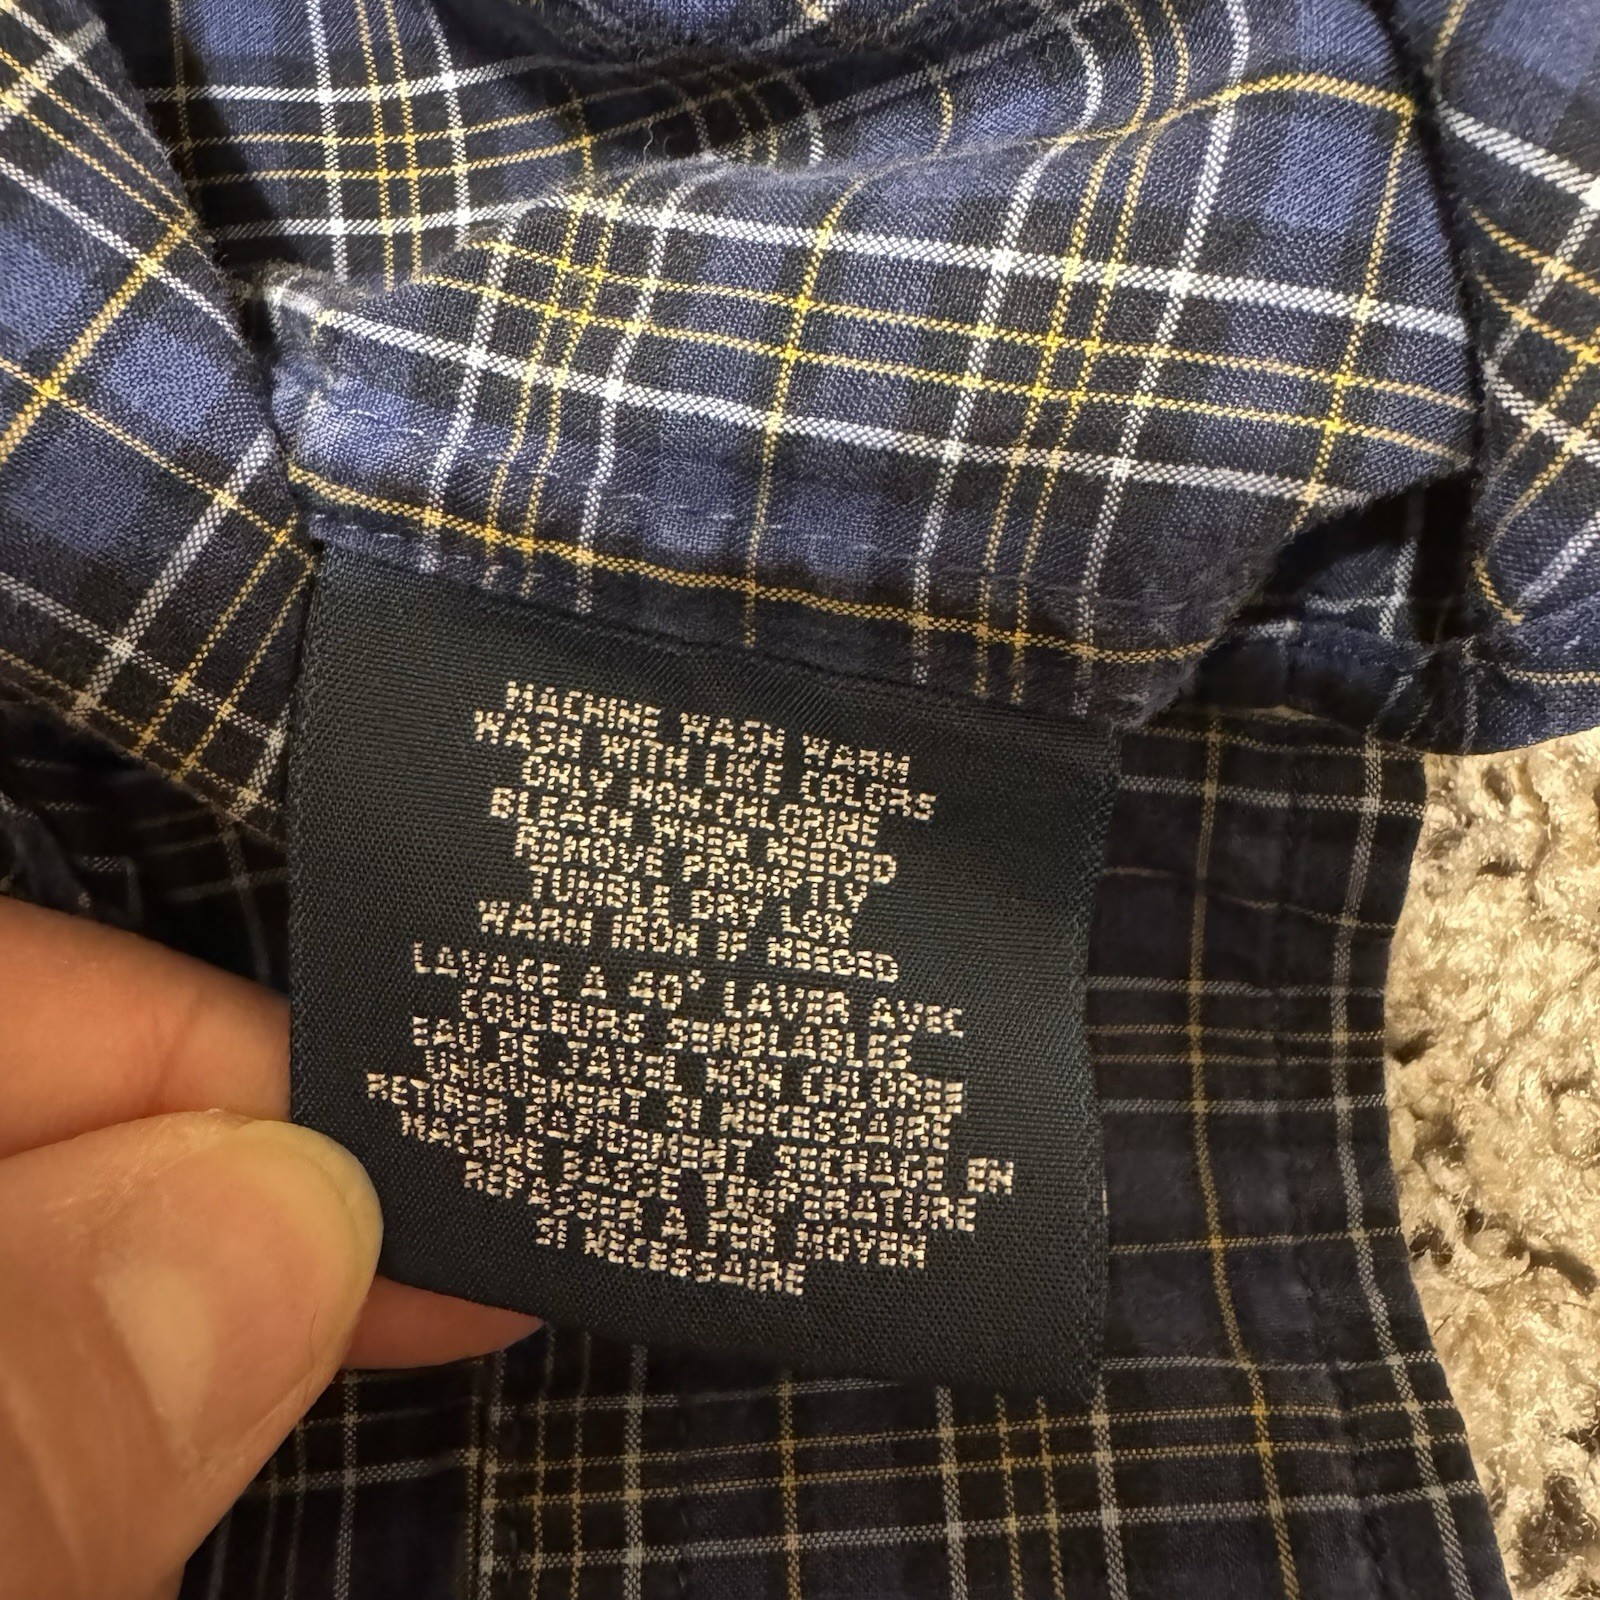 MACHINE WASH WARM
WASH WITH LIKE COLORS
ONLY NON-CHLORINE
BLEACH WHEN NEEDED
REMOVE PROMPTLY
TUMBLE DRY LOW
WARM IRON IF NEEDED
LAVAGE A 40° LAVER AVEC
COULEURS SEMBLABLES
EAU DE JAVEL NON CHLOREE
UNIQUEMENT SI NECESSAIRE
RETIRER RAPIDEMENT SECHAGE EN
MACHINE BASSE TEMPERATURE
REPASSER A FER MOYEN
SI NECESSAIRE